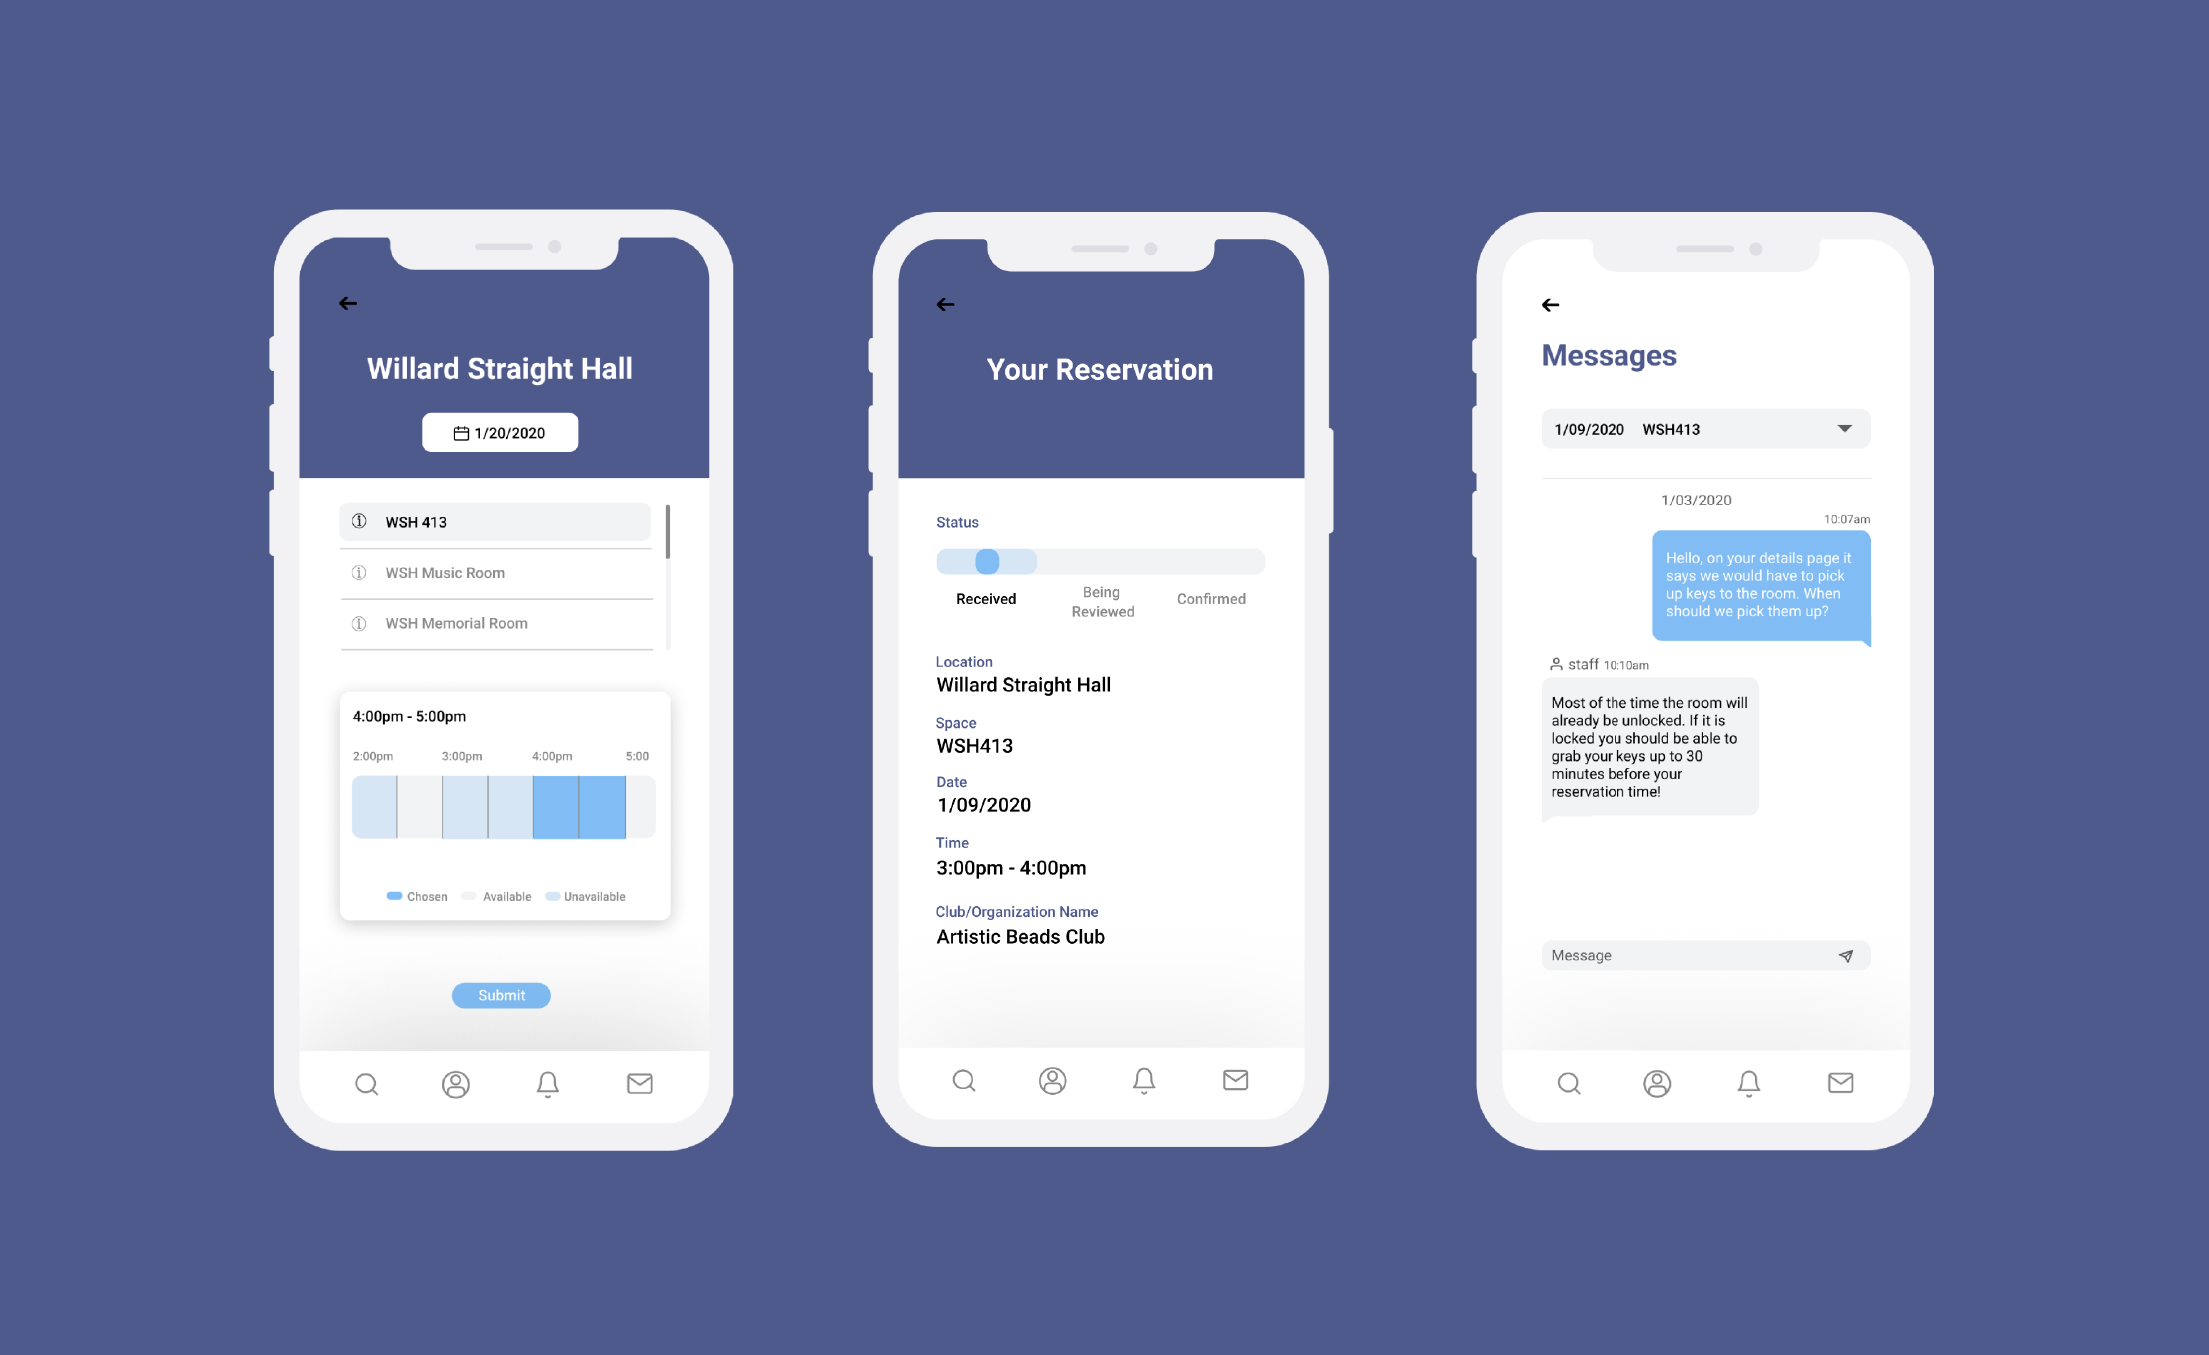 Willard Straight Hall
1/20/2020
WSH 413
WSH Music Room
WSH Memorial Room
4:00pm - 5:00pm
2:00pm 3:00pm 4:00pm 5:00
Chosen Available Unavailable
Submit
Your Reservation
Status
Received Being Reviewed Confirmed
Location
Willard Straight Hall
Space
WSH413
Date
1/09/2020
Time
3:00pm - 4:00pm
Club/Organization Name
Artistic Beads Club
Messages
1/09/2020 WSH413
1/03/2020
10:07am
Hello, on your details page it
says we would have to pick
up keys to the room. When
should we pick them up?
staff 10:10am
Most of the time the room will
already be unlocked. If it is
locked you should be able to
grab your keys up to 30
minutes before your
reservation time!
Message